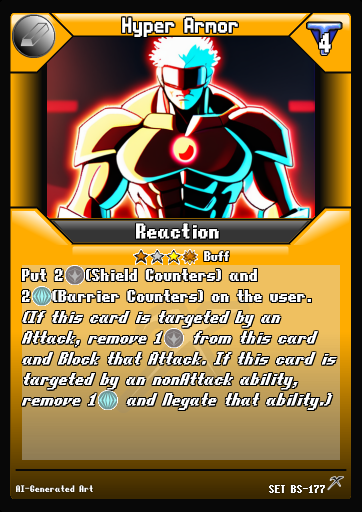 Hyper Armor
4
Reaction
Buff
Put 2 (Shield Counters) and
2 (Barrier Counters) on the user.
(If this card is targeted by an
Attack, remove 1 from this card
and Block that Attack. If this card is
targeted by an nonAttack ability,
remove 1 and Negate that ability.)
AI-Generated Art
SET BS-177